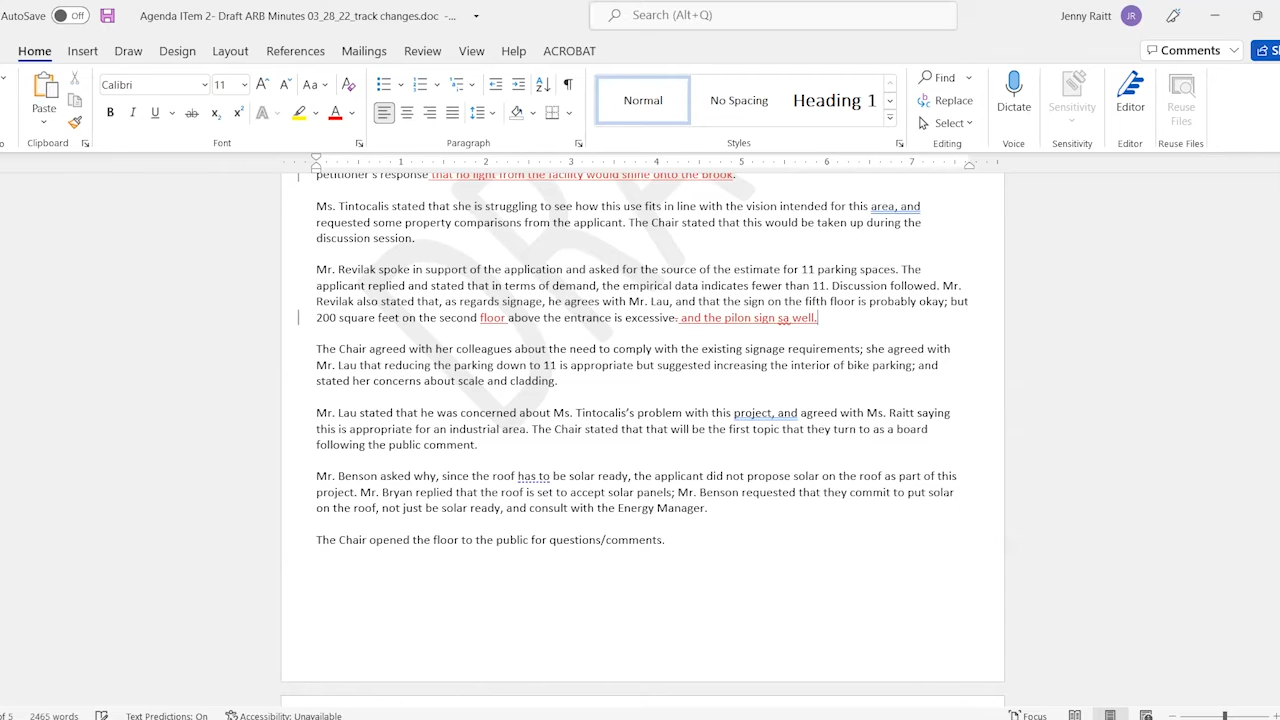 AutoSave Off Agenda ITem 2- Draft ARB Minutes 03_28_22_track changes.doc -... Search (Alt+Q) Jenny Raitt JR
Home Insert Draw Design Layout References Mailings Review View Help ACROBAT Comments
Calibri 11 Aa Normal No Spacing Heading 1 Find
Replace
Select
Paste B I U ab x₂ x² A A Dictate Sensitivity Editor Reuse Files
Clipboard Font Paragraph Styles Editing Voice Sensitivity Editor Reuse Files
1 2 3 4 5 6 7
petitioner's response that no light from the facility would shine onto the brook.
Ms. Tintocalis stated that she is struggling to see how this use fits in line with the vision intended for this area, and
requested some property comparisons from the applicant. The Chair stated that this would be taken up during the
discussion session.
Mr. Revilak spoke in support of the application and asked for the source of the estimate for 11 parking spaces. The
applicant replied and stated that in terms of demand, the empirical data indicates fewer than 11. Discussion followed. Mr.
Revilak also stated that, as regards signage, he agrees with Mr. Lau, and that the sign on the fifth floor is probably okay; but
200 square feet on the second floor above the entrance is excessive. and the pilon sign sa well.
The Chair agreed with her colleagues about the need to comply with the existing signage requirements; she agreed with
Mr. Lau that reducing the parking down to 11 is appropriate but suggested increasing the interior of bike parking; and
stated her concerns about scale and cladding.
Mr. Lau stated that he was concerned about Ms. Tintocalis's problem with this project, and agreed with Ms. Raitt saying
this is appropriate for an industrial area. The Chair stated that that will be the first topic that they turn to as a board
following the public comment.
Mr. Benson asked why, since the roof has to be solar ready, the applicant did not propose solar on the roof as part of this
project. Mr. Bryan replied that the roof is set to accept solar panels; Mr. Benson requested that they commit to put solar
on the roof, not just be solar ready, and consult with the Energy Manager.
The Chair opened the floor to the public for questions/comments.
of 5 2465 words Text Predictions: On Accessibility: Unavailable Focus